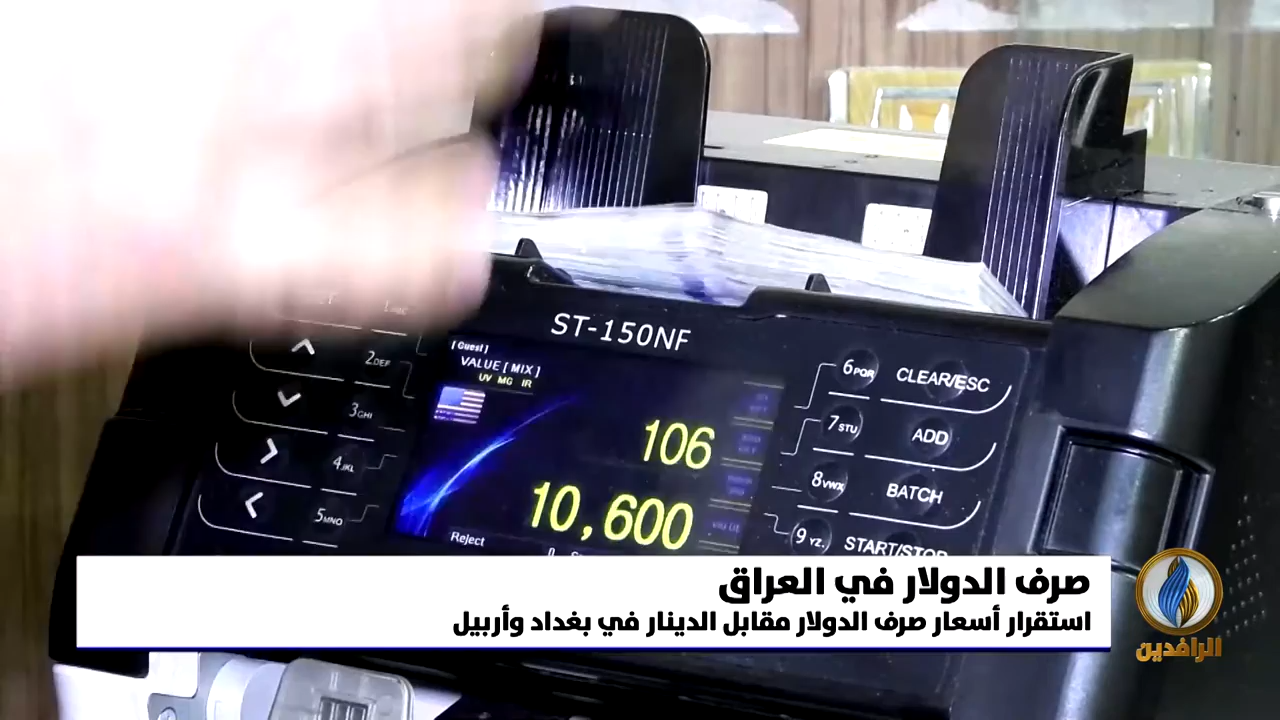 ST-150NF
[ Guest ]
VALUE [ MIX ]
UV MG IR
106
10,600
Reject
0
2DEF
3GHI
4JKL
5MNO
6PQR CLEAR/ESC
7STU ADD
8VWX BATCH
9YZ. START/STOP
صرف الدولار في العراق
استقرار أسعار صرف الدولار مقابل الدينار في بغداد وأربيل
الرافدين